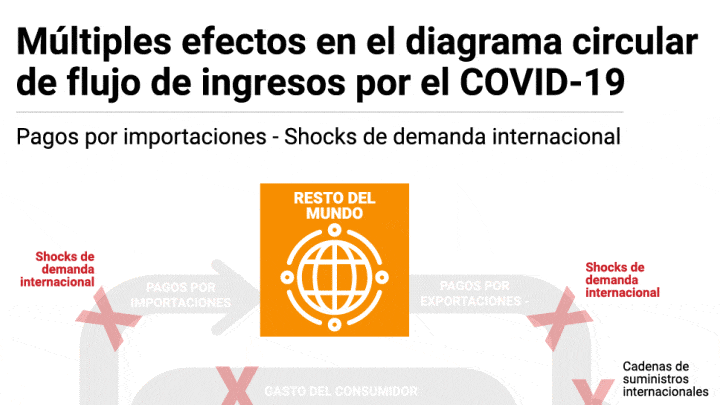 Múltiples efectos en el diagrama circular
de flujo de ingresos por el COVID-19
Pagos por importaciones - Shocks de demanda internacional
RESTO DEL
MUNDO
Shocks de
demanda
internacional
PAGOS POR
IMPORTACIONES
PAGOS POR
EXPORTACIONES -
Shocks de
demanda
internacional
GASTO DEL CONSUMIDOR
Cadenas de
suministros
internacionales